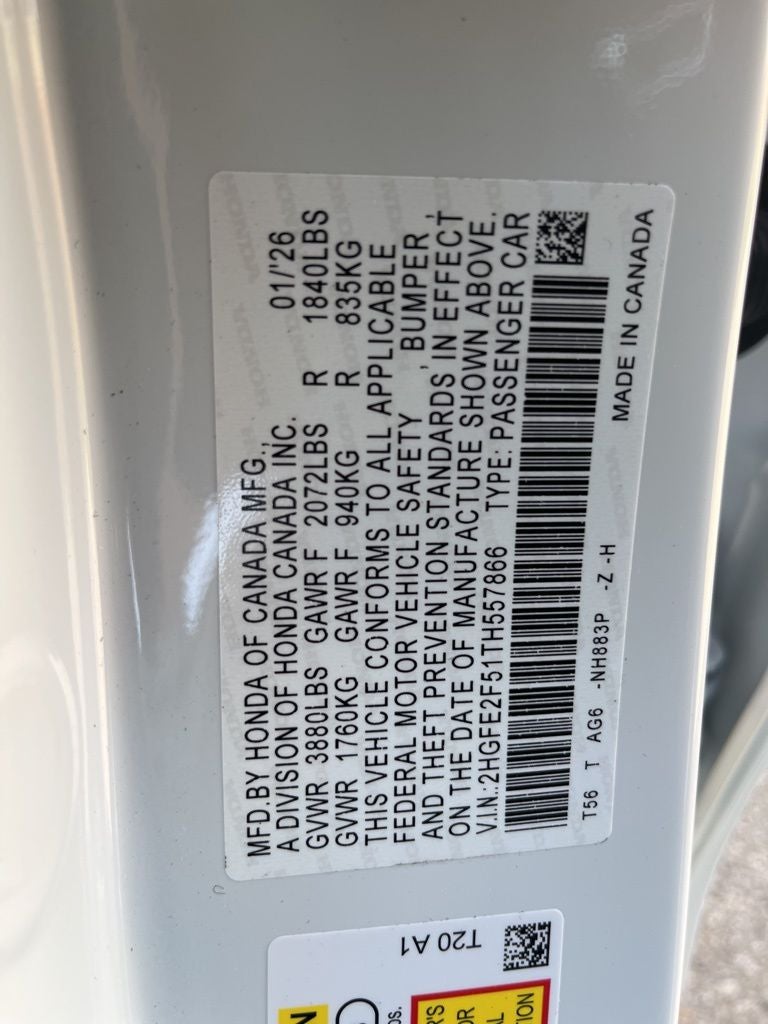 MFD.BY HONDA OF CANADA MFG.,
A DIVISION OF HONDA CANADA INC. 01/'26
GVWR 3880LBS GAWR F 2072LBS R 1840LBS
GVWR 1760KG GAWR F 940KG R 835KG
THIS VEHICLE CONFORMS TO ALL APPLICABLE
FEDERAL MOTOR VEHICLE SAFETY , BUMPER ,
AND THEFT PREVENTION STANDARDS IN EFFECT
ON THE DATE OF MANUFACTURE SHOWN ABOVE.
V.I.N.:2HGFE2F51TH557866 TYPE: PASSENGER CAR
T56 T AG6 -NH883P -Z -H
MADE IN CANADA
T20 A1